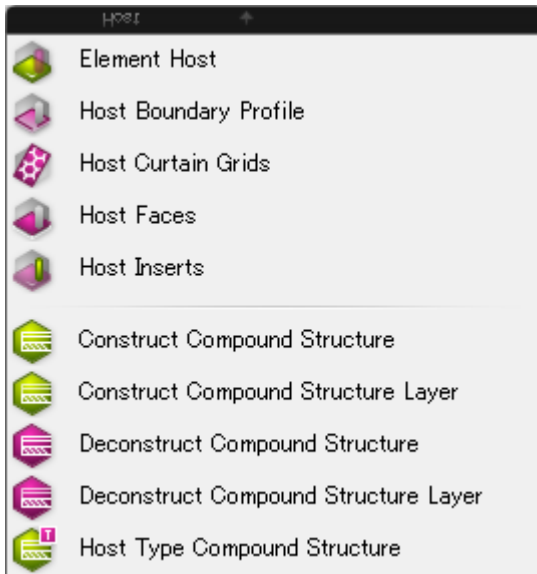 Host
Element Host
Host Boundary Profile
Host Curtain Grids
Host Faces
Host Inserts
Construct Compound Structure
Construct Compound Structure Layer
Deconstruct Compound Structure
Deconstruct Compound Structure Layer
T
Host Type Compound Structure